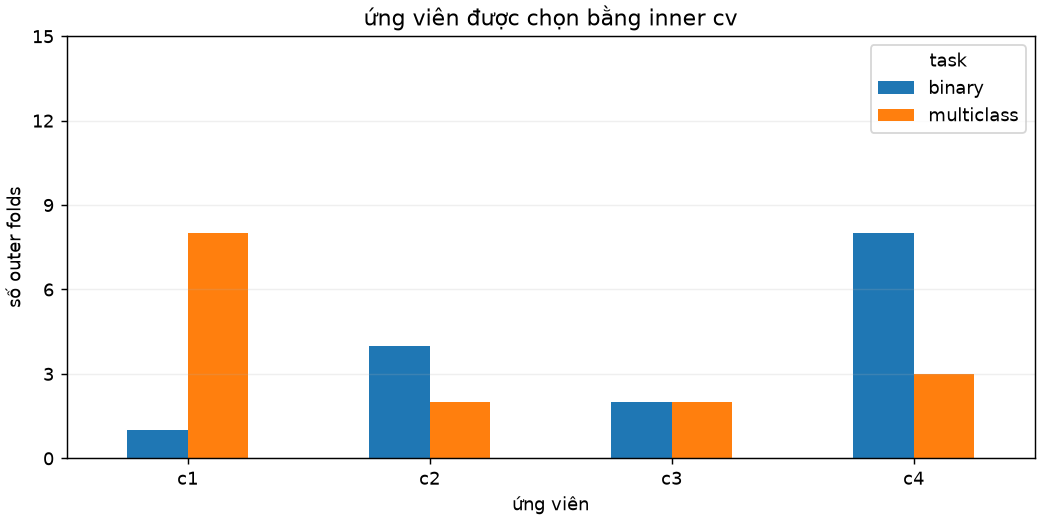 ứng viên được chọn bằng inner cv
task
binary
multiclass
số outer folds
15
12
9
6
3
0
c1
c2
c3
c4
ứng viên